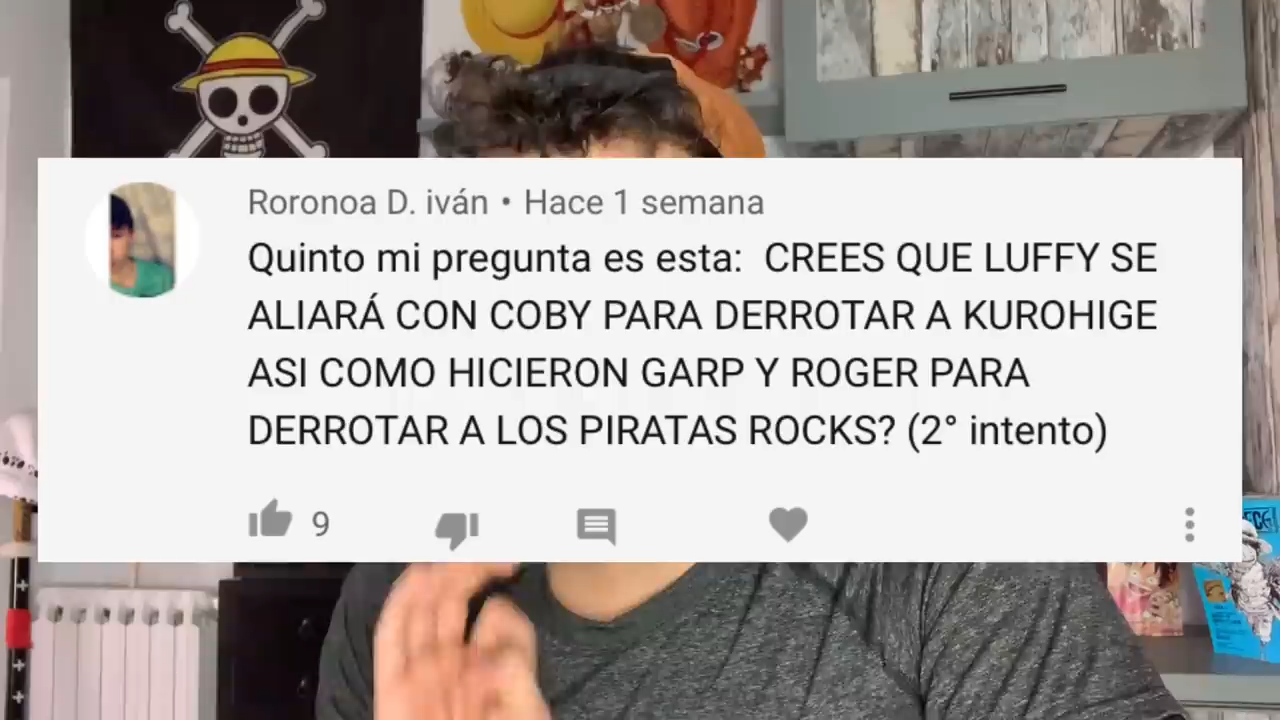 Roronoa D. iván • Hace 1 semana
Quinto mi pregunta es esta:  CREES QUE LUFFY SE
ALIARÁ CON COBY PARA DERROTAR A KUROHIGE
ASI COMO HICIERON GARP Y ROGER PARA
DERROTAR A LOS PIRATAS ROCKS? (2° intento)
9